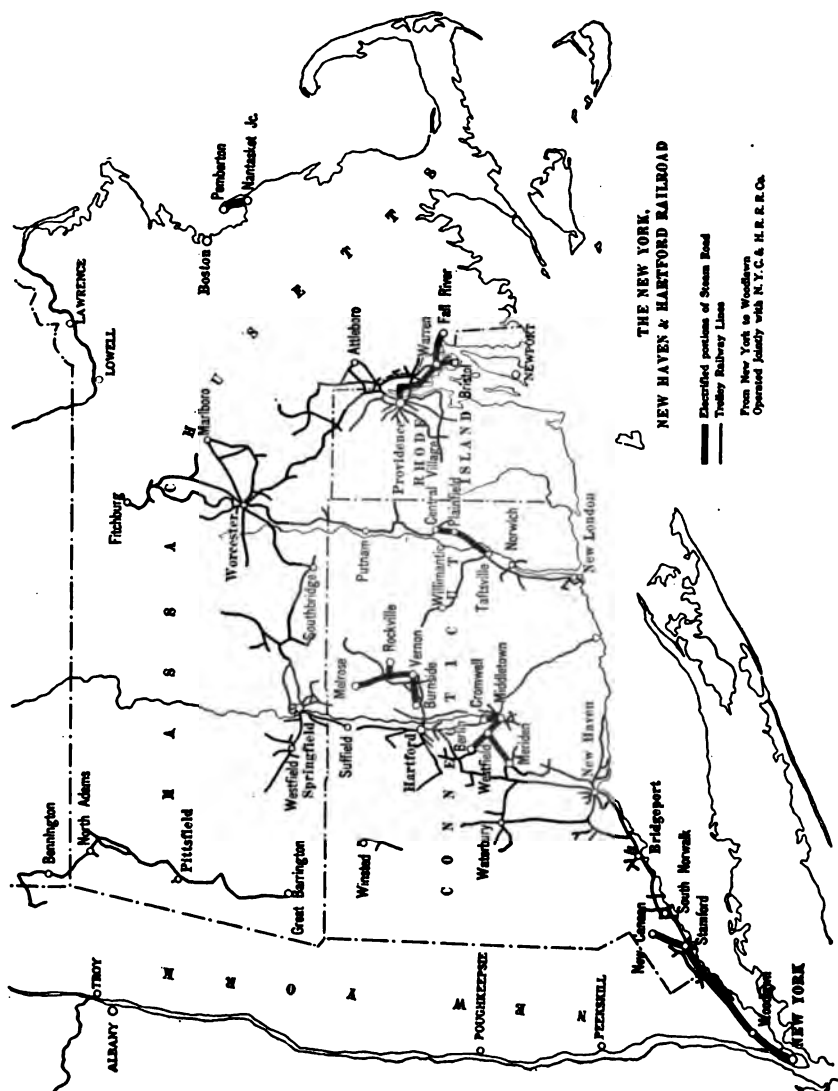 THE NEW YORK,
NEW HAVEN & HARTFORD RAILROAD
Electrified portions of Steam Road
Trolley Railway Lines
From New York to Woodlawn
Operated Jointly with N.Y.C. & H.R.R.R.Co.
TROY
ALBANY
Bennington
North Adams
Pittsfield
Great Barrington
LOWELL
LAWRENCE
Fitchburg
Marlboro
Boston
Pemberton
Nantasket Jc.
Worcester
Southbridge
Westfield
Springfield
Attleboro
MASSACHUSETTS
Suffield
Melrose
Rockville
Vernon
Burnside
Hartford
Winsted
Putnam
Willimantic
Central Village
Plainfield
Taftsville
Norwich
New London
Cromwell
Middletown
Berlin
Westfield
Meriden
Waterbury
New Haven
CONNECTICUT
Providence
RHODE
ISLAND
Warren
Fall River
Bristol
NEWPORT
Bridgeport
South Norwalk
Stamford
New Canaan
Woodlawn
NEW YORK
POUGHKEEPSIE
PEEKSKILL